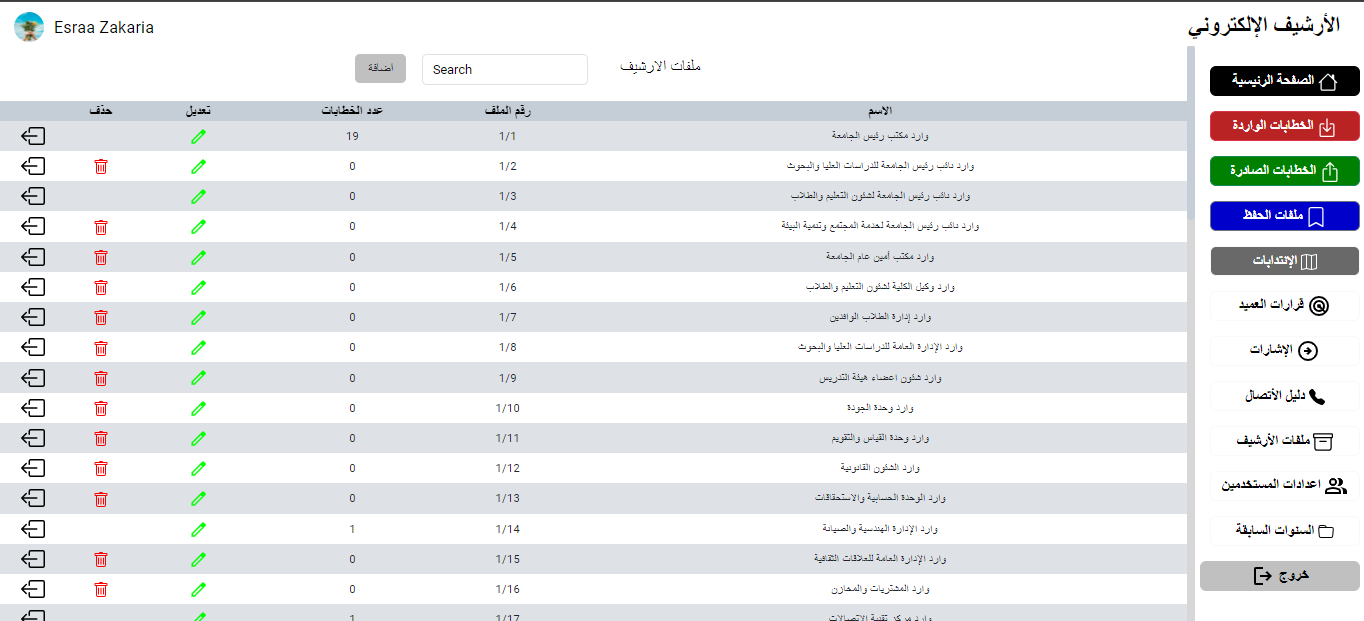 الأرشيف الإلكتروني
Esraa Zakaria
ملفات الارشيف
Search
اضافة
الصفحة الرئيسية
الخطابات الواردة
الخطابات الصادرة
ملفات الحفظ
الإنتدابات
قرارات العميد
الإشارات
دليل الأتصال
ملفات الأرشيف
اعدادات المستخدمين
السنوات السابقة
خروج
الاسم رقم الملف عدد الخطابات تعديل حذف
وارد مكتب رئيس الجامعة 1/1 19
وارد نائب رئيس الجامعة للدراسات العليا والبحوث 1/2 0
وارد نائب رئيس الجامعة لشئون التعليم والطلاب 1/3 0
وارد نائب رئيس الجامعة لخدمة المجتمع وتنمية البيئة 1/4 0
وارد مكتب أمين عام الجامعة 1/5 0
وارد وكيل الكلية لشئون التعليم والطلاب 1/6 0
وارد إدارة الطلاب الوافدين 1/7 0
وارد الإدارة العامة للدراسات العليا والبحوث 1/8 0
وارد شئون اعضاء هيئة التدريس 1/9 0
وارد وحدة الجودة 1/10 0
وارد وحدة القياس والتقويم 1/11 0
وارد الشئون القانونية 1/12 0
وارد الوحدة الحسابية والاستحقاقات 1/13 0
وارد الإدارة الهندسية والصيانة 1/14 1
وارد الإدارة العامة للعلاقات الثقافية 1/15 0
وارد المشتريات والمخازن 1/16 0
وارد مركز تقنية الاتصالات 1/17 1